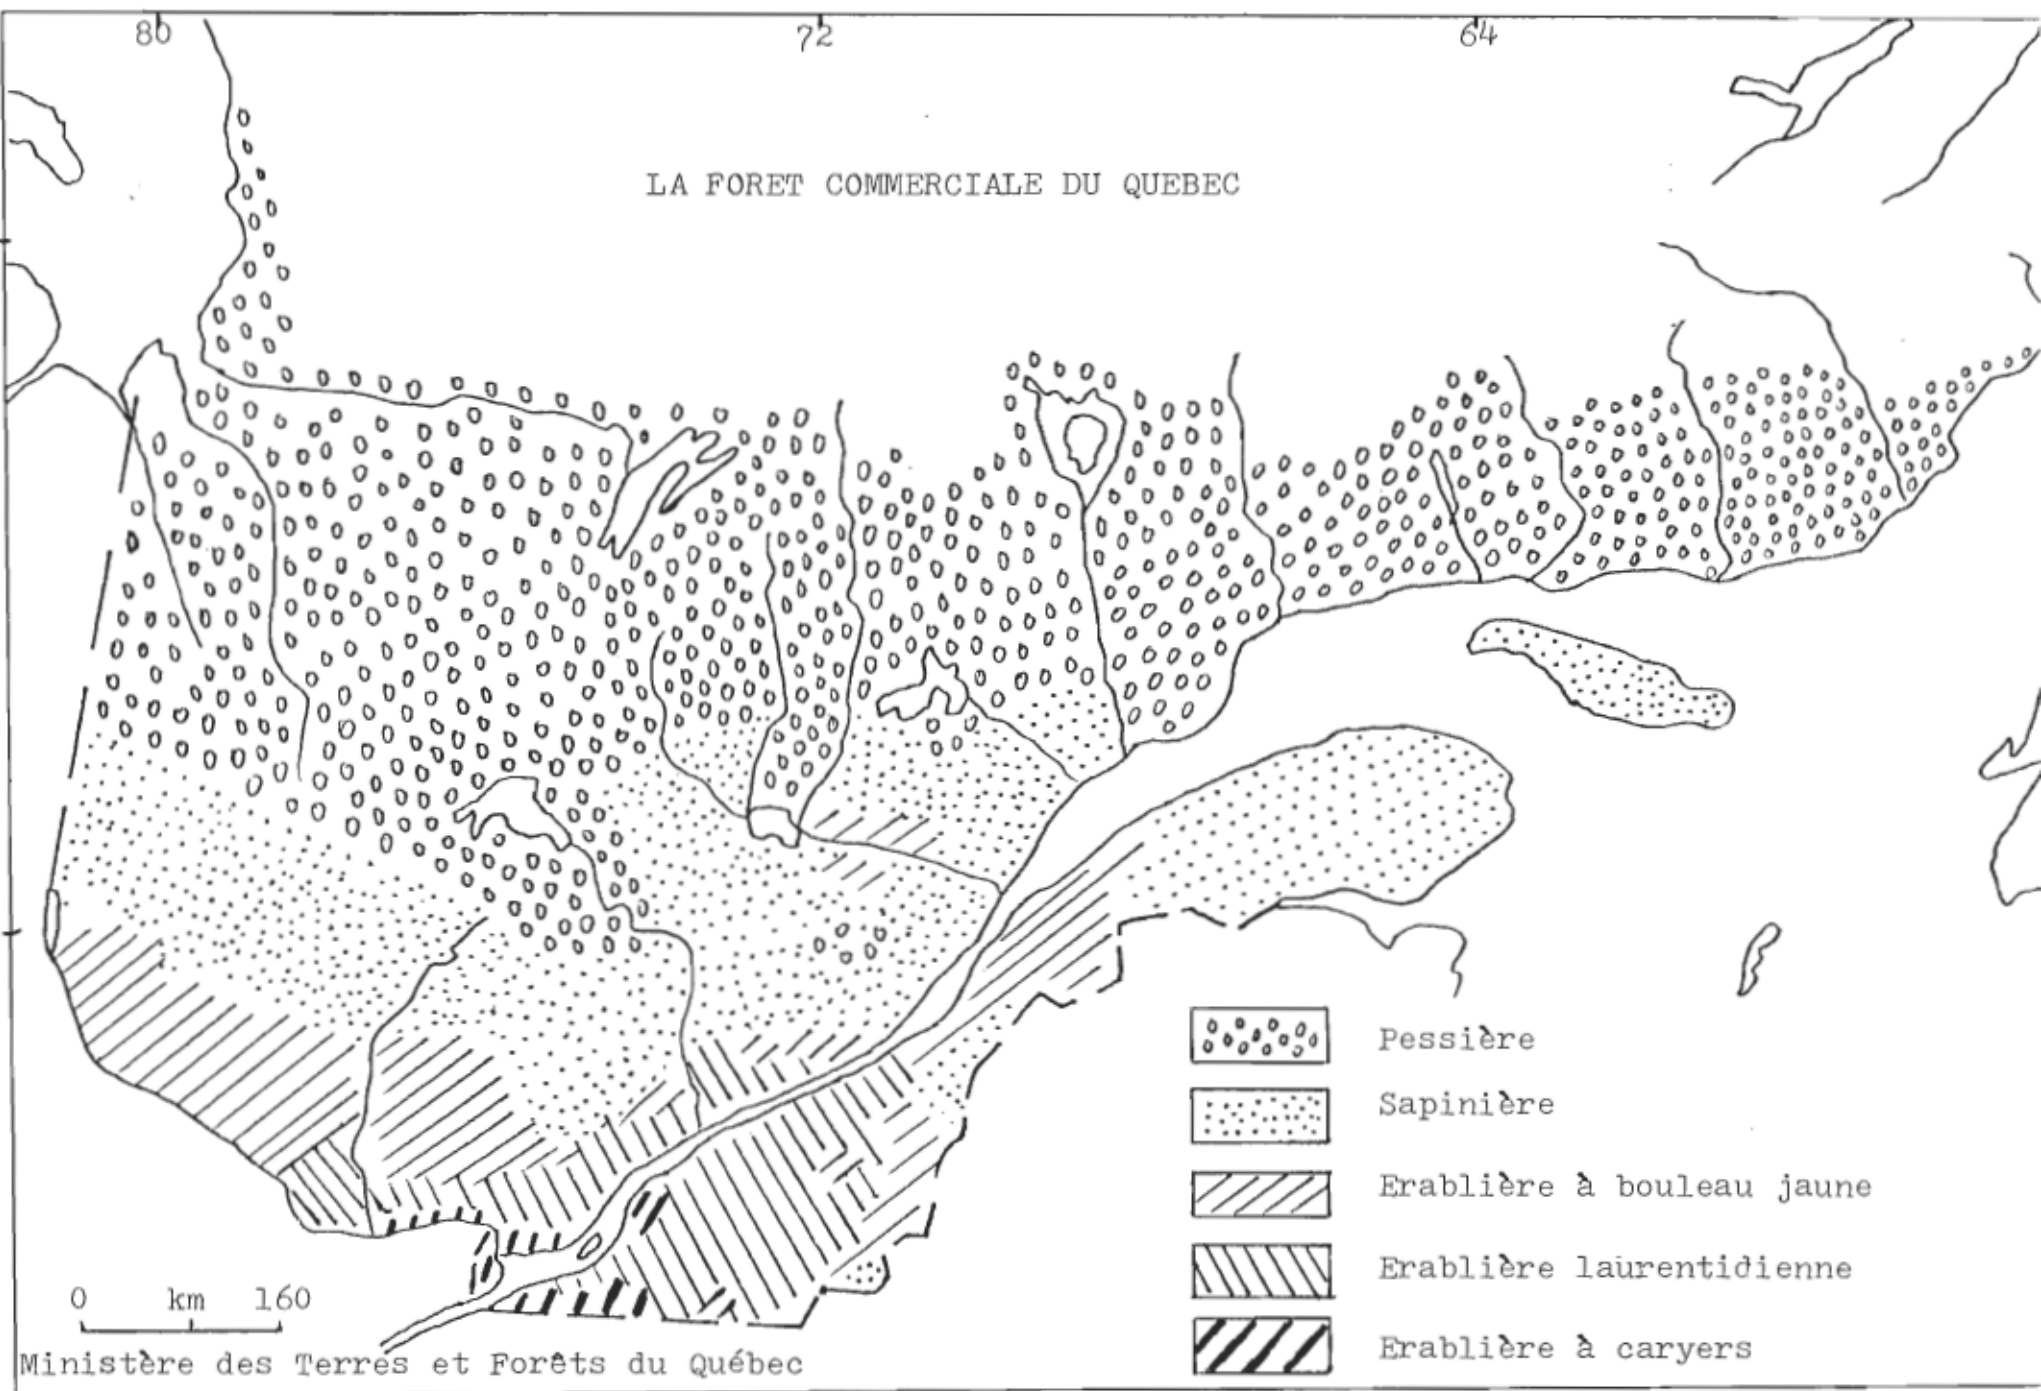 80 72 64
LA FORET COMMERCIALE DU QUEBEC
Pessière
Sapinière
Erablière à bouleau jaune
Erablière laurentidienne
Erablière à caryers
0 km 160
Ministère des Terres et Forêts du Québec